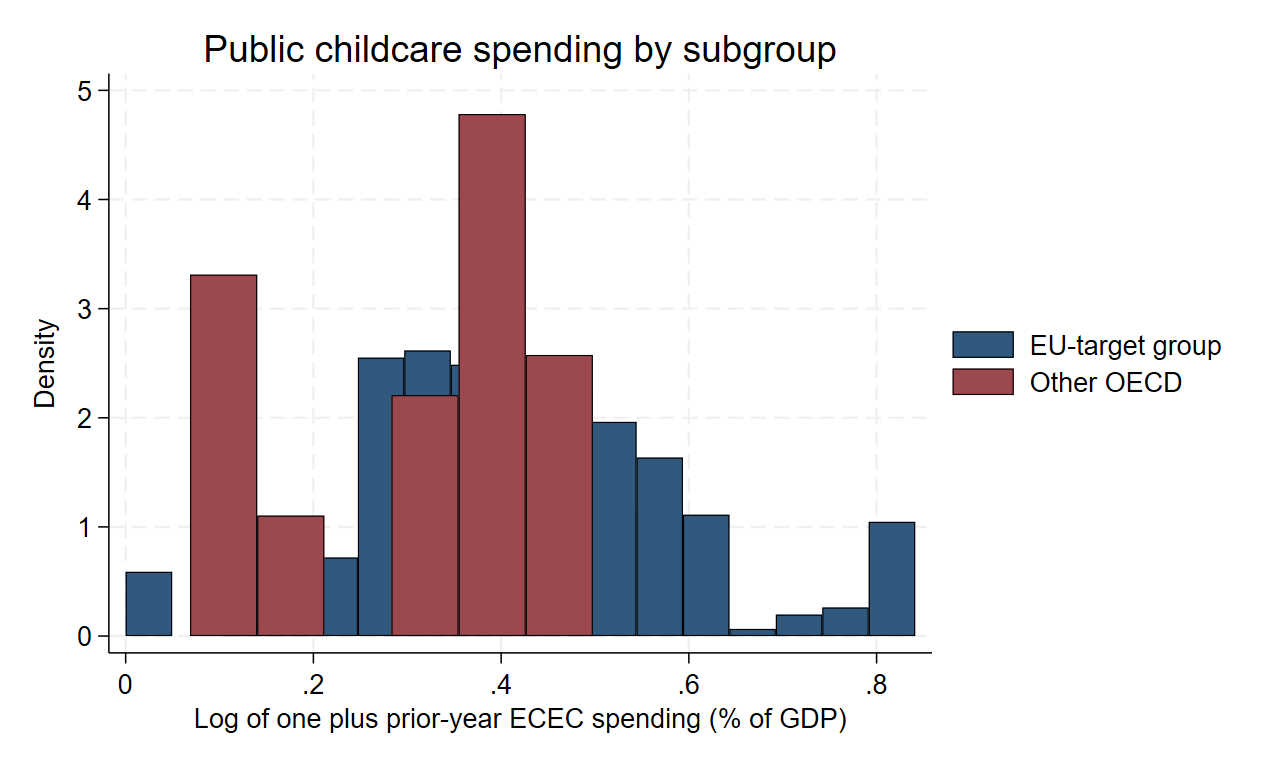 Public childcare spending by subgroup
5
4
3
2
1
0
Density
0 .2 .4 .6 .8
Log of one plus prior-year ECEC spending (% of GDP)
EU-target group
Other OECD